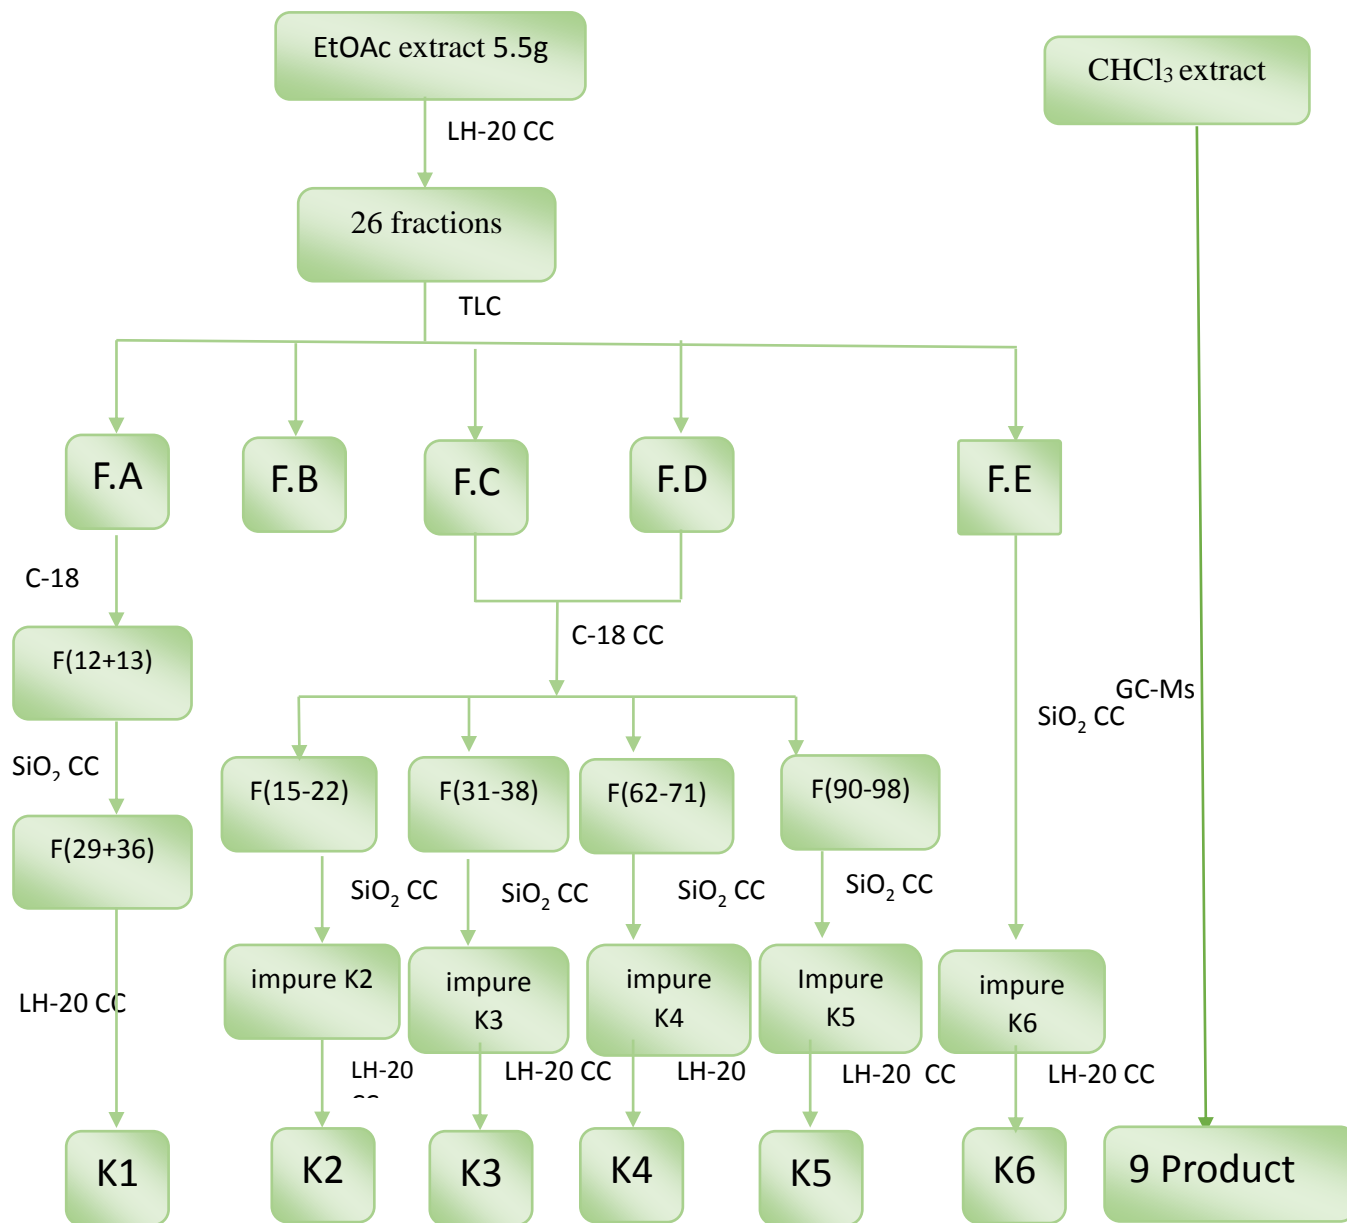 EtOAc extract 5.5g
CHCl₃ extract
LH-20 CC
26 fractions
TLC
F.A
F.B
F.C
F.D
F.E
C-18
C-18 CC
F(12+13)
GC-Ms
SiO₂ CC
SiO₂ CC
F(15-22)
F(31-38)
F(62-71)
F(90-98)
F(29+36)
SiO₂ CC
SiO₂ CC
SiO₂ CC
SiO₂ CC
impure K2
impure
K3
impure
K4
Impure
K5
impure
K6
LH-20 CC
LH-20
CC
LH-20 CC
LH-20
LH-20 CC
LH-20 CC
K1
K2
K3
K4
K5
K6
9 Product